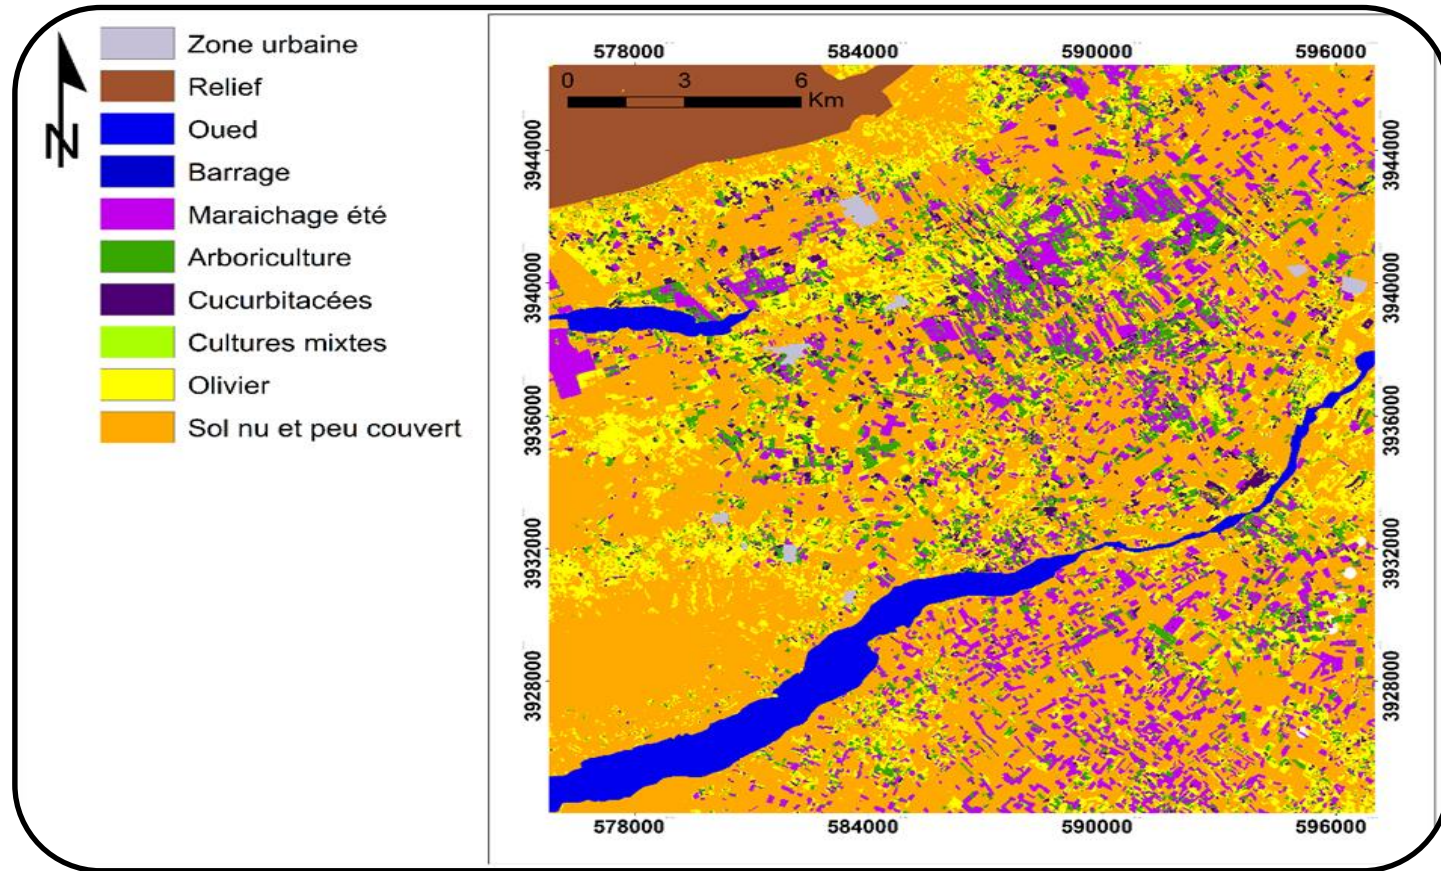 N
Zone urbaine
Relief
Oued
Barrage
Maraichage été
Arboriculture
Cucurbitacées
Cultures mixtes
Olivier
Sol nu et peu couvert
578000 584000 590000 596000
0 3 6
Km
3944000 3944000
3940000 3940000
3936000 3936000
3932000 3932000
3928000 3928000
578000 584000 590000 596000